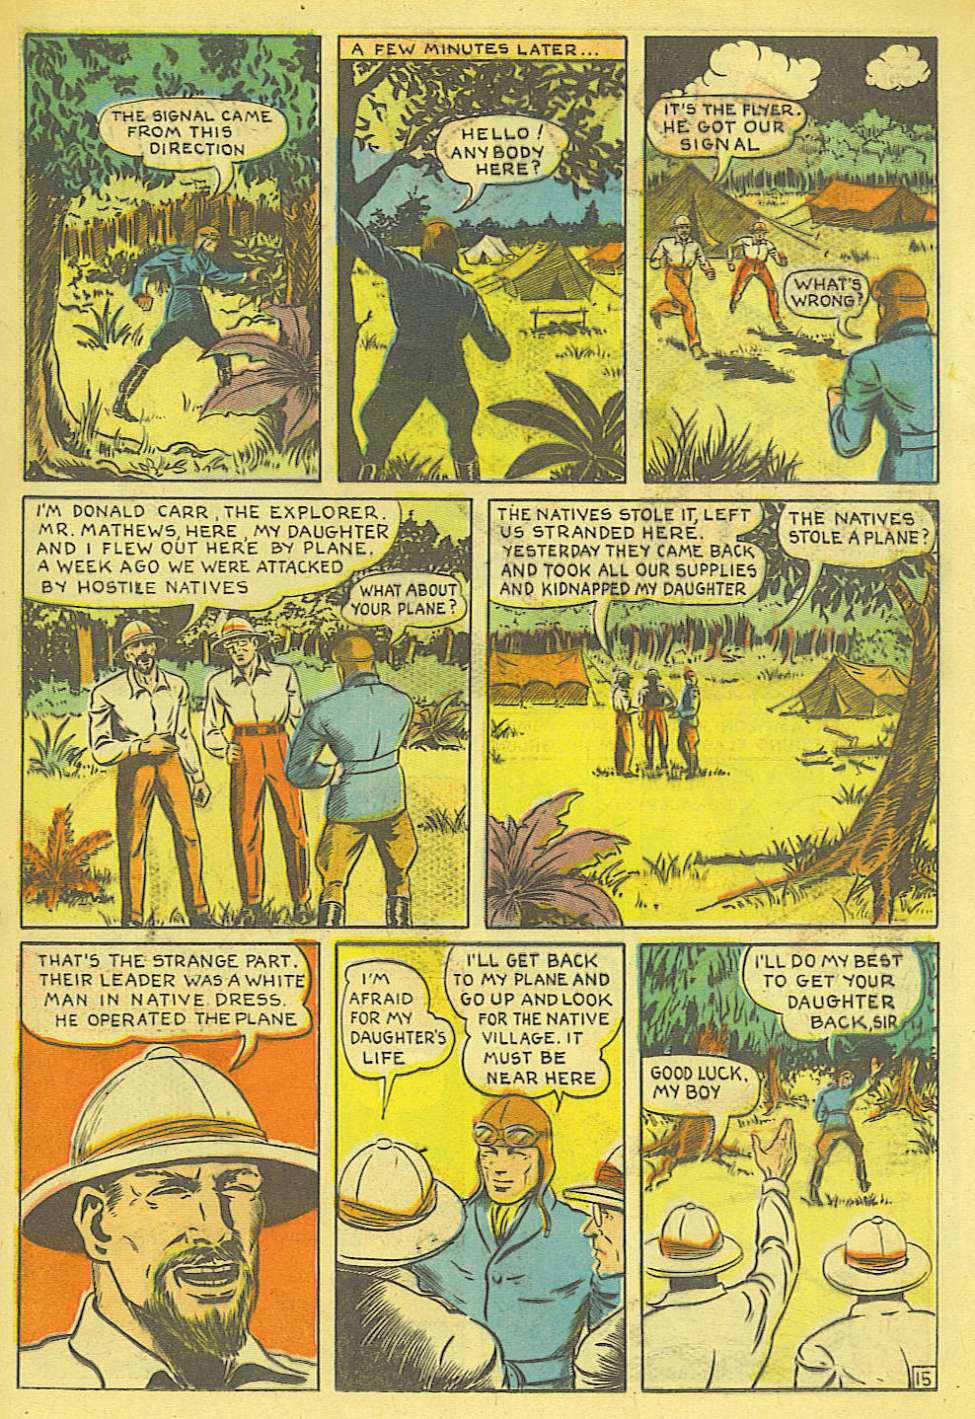 THE SIGNAL CAME
FROM THIS
DIRECTION
A FEW MINUTES LATER...
HELLO!
ANYBODY
HERE?
IT'S THE FLYER.
HE GOT OUR
SIGNAL
WHAT'S
WRONG?
I'M DONALD CARR, THE EXPLORER.
MR. MATHEWS, HERE, MY DAUGHTER
AND I FLEW OUT HERE BY PLANE.
A WEEK AGO WE WERE ATTACKED
BY HOSTILE NATIVES
WHAT ABOUT
YOUR PLANE?
THE NATIVES STOLE IT, LEFT
US STRANDED HERE.
YESTERDAY THEY CAME BACK
AND TOOK ALL OUR SUPPLIES
AND KIDNAPPED MY DAUGHTER
THE NATIVES
STOLE A PLANE?
THAT'S THE STRANGE PART.
THEIR LEADER WAS A WHITE
MAN IN NATIVE DRESS.
HE OPERATED THE PLANE
I'M
AFRAID
FOR MY
DAUGHTER'S
LIFE
I'LL GET BACK
TO MY PLANE AND
GO UP AND LOOK
FOR THE NATIVE
VILLAGE. IT
MUST BE
NEAR HERE
I'LL DO MY BEST
TO GET YOUR
DAUGHTER
BACK, SIR
GOOD LUCK,
MY BOY
15